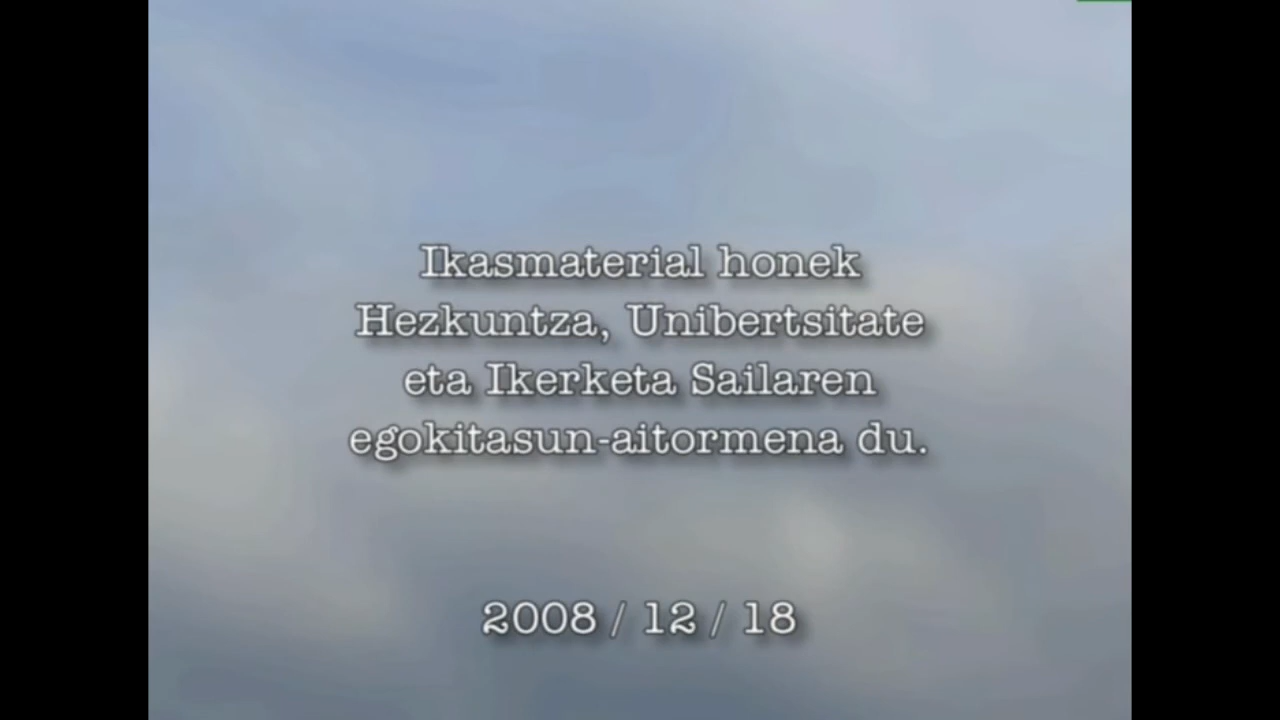 Ikasmaterial honek
Hezkuntza, Unibertsitate
eta Ikerketa Sailaren
egokitasun-aitormena du.
2008 / 12 / 18